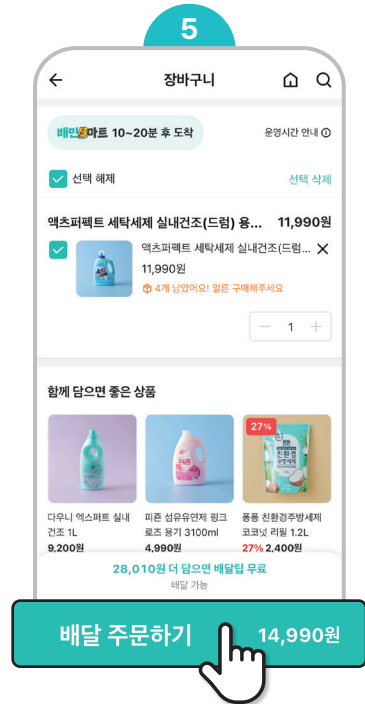 5
장바구니
배민B마트 10~20분 후 도착
운영시간 안내
선택 해제
선택 삭제
액츠퍼펙트 세탁세제 실내건조(드럼) 용... 11,990원
액츠퍼펙트 세탁세제 실내건조(드럼...
11,990원
4개 남았어요! 얼른 구매해주세요
1
함께 담으면 좋은 상품
27%
피죤
친환경
주방세제
다우니 엑스퍼트 실내
건조 1L
9,200원
피죤 섬유유연제 핑크
로즈 용기 3100ml
4,990원
퐁퐁 친환경주방세제
코코넛 리필 1.2L
27% 2,400원
28,010원 더 담으면 배달팁 무료
배달 가능
배달 주문하기 14,990원